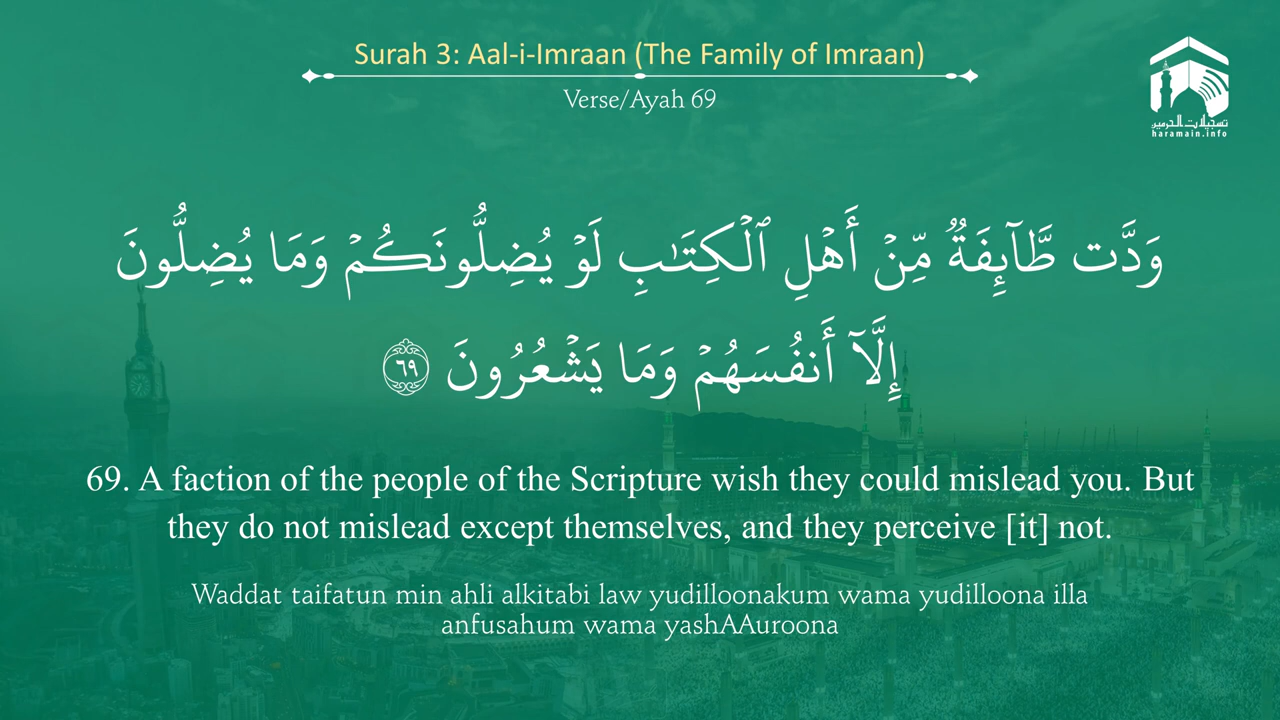 Surah 3: Aal-i-Imraan (The Family of Imraan)
Verse/Ayah 69
تسجيلات الحرمين
haramain.info
وَدَّت طَّآئِفَةٌ مِّنۡ أَهۡلِ ٱلۡكِتَٰبِ لَوۡ يُضِلُّونَكُمۡ وَمَا يُضِلُّونَ
إِلَّآ أَنفُسَهُمۡ وَمَا يَشۡعُرُونَ ٦٩
69. A faction of the people of the Scripture wish they could mislead you. But
they do not mislead except themselves, and they perceive [it] not.
Waddat taifatun min ahli alkitabi law yudilloonakum wama yudilloona illa
anfusahum wama yashAAuroona